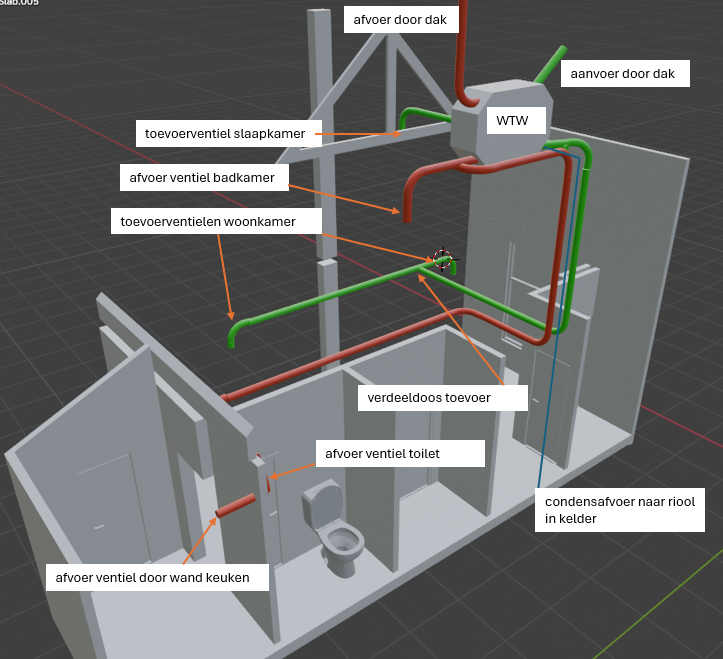 Slab.005
afvoer door dak
aanvoer door dak
WTW
toevoerventiel slaapkamer
afvoer ventiel badkamer
toevoerventielen woonkamer
verdeeldoos toevoer
afvoer ventiel toilet
condensafvoer naar riool
in kelder
afvoer ventiel door wand keuken